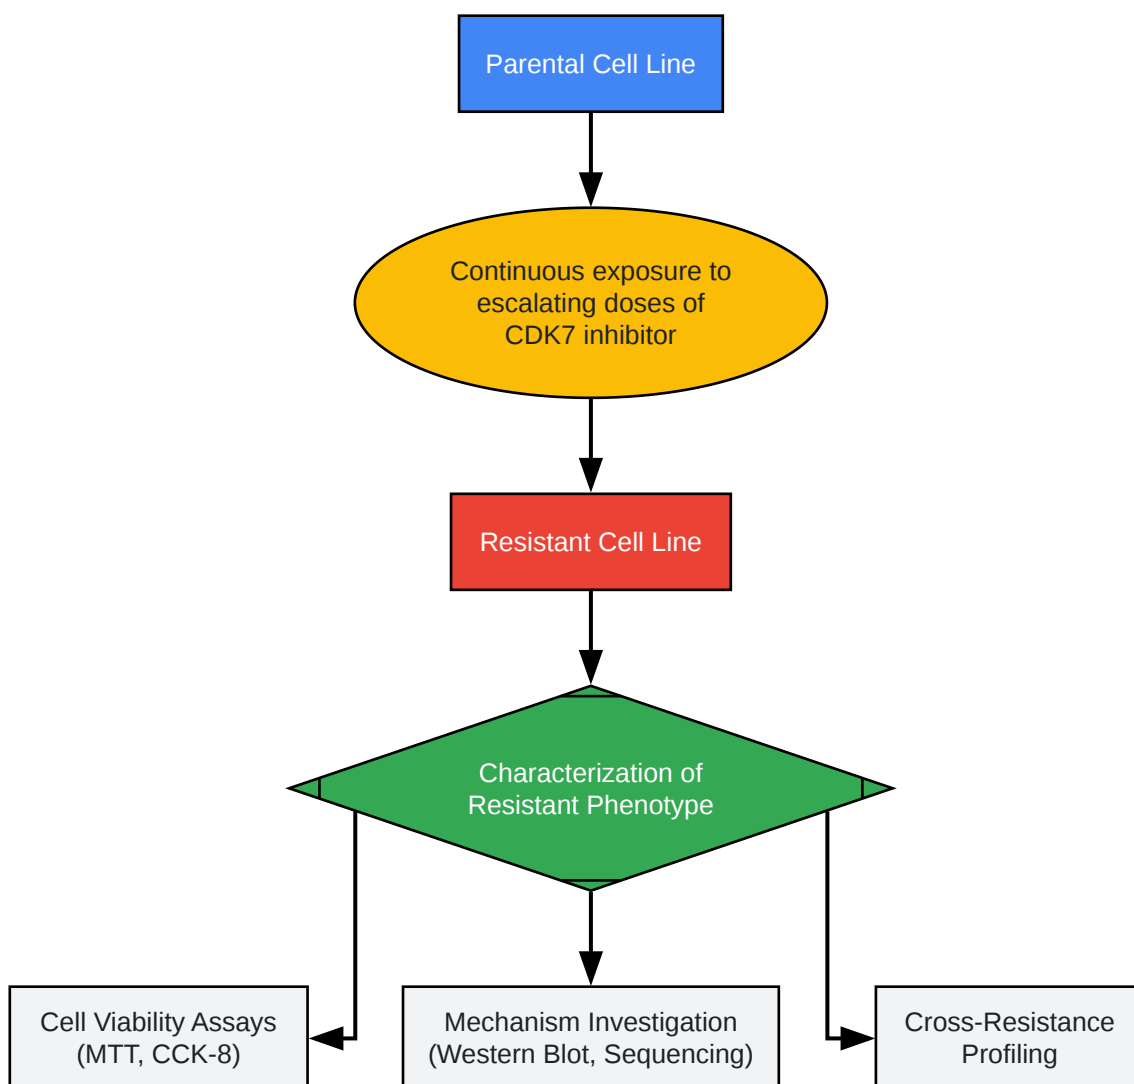 Parental Cell Line
Continuous exposure to
escalating doses of
CDK7 inhibitor
Resistant Cell Line
Characterization of
Resistant Phenotype
Cell Viability Assays
(MTT, CCK-8)
Mechanism Investigation
(Western Blot, Sequencing)
Cross-Resistance
Profiling